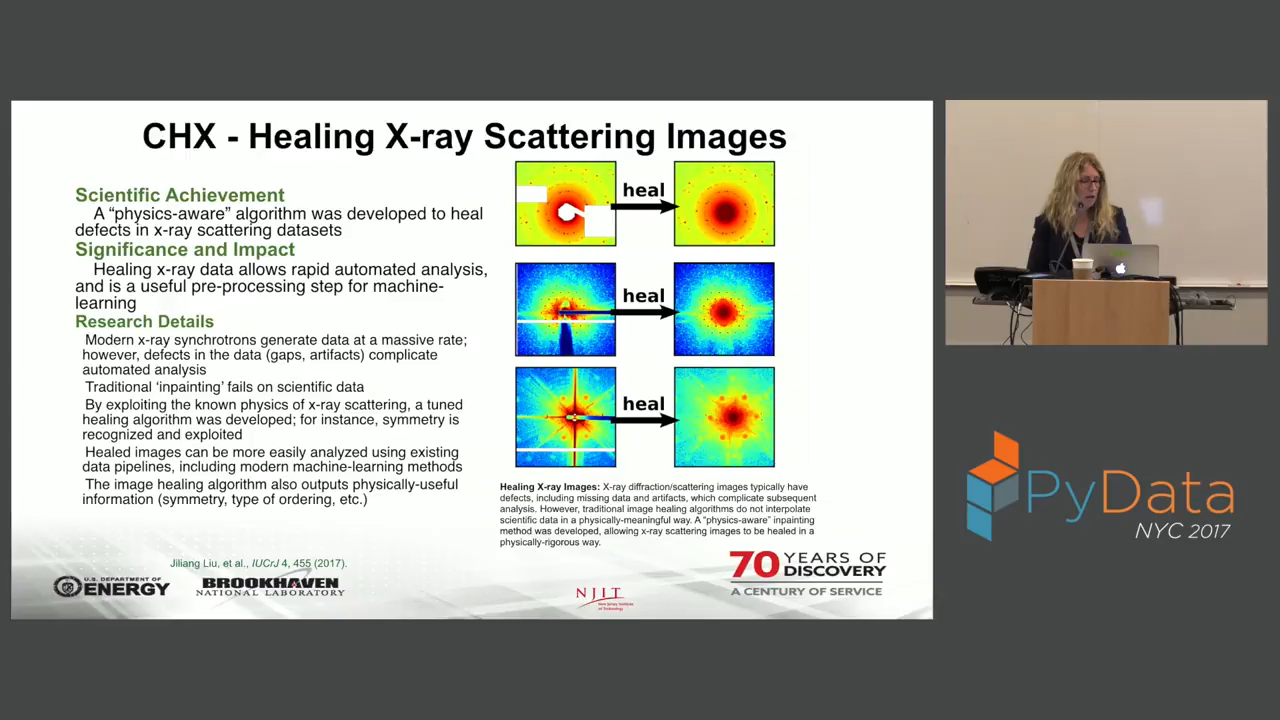 CHX - Healing X-ray Scattering Images
Scientific Achievement
A “physics-aware” algorithm was developed to heal
defects in x-ray scattering datasets
Significance and Impact
Healing x-ray data allows rapid automated analysis,
and is a useful pre-processing step for machine-
learning
Research Details
Modern x-ray synchrotrons generate data at a massive rate;
however, defects in the data (gaps, artifacts) complicate
automated analysis
Traditional ‘inpainting’ fails on scientific data
By exploiting the known physics of x-ray scattering, a tuned
healing algorithm was developed; for instance, symmetry is
recognized and exploited
Healed images can be more easily analyzed using existing
data pipelines, including modern machine-learning methods
The image healing algorithm also outputs physically-useful
information (symmetry, type of ordering, etc.)
heal
heal
heal
Healing X-ray Images: X-ray diffraction/scattering images typically have
defects, including missing data and artifacts, which complicate subsequent
analysis. However, traditional image healing algorithms do not interpolate
scientific data in a physically-meaningful way. A “physics-aware” inpainting
method was developed, allowing x-ray scattering images to be healed in a
physically-rigorous way.
Jiliang Liu, et al., IUCrJ 4, 455 (2017).
U.S. DEPARTMENT OF
ENERGY
BROOKHAVEN
NATIONAL LABORATORY
NJIT
New Jersey Institute
of Technology
70 YEARS OF
DISCOVERY
A CENTURY OF SERVICE
PyData
NYC 2017